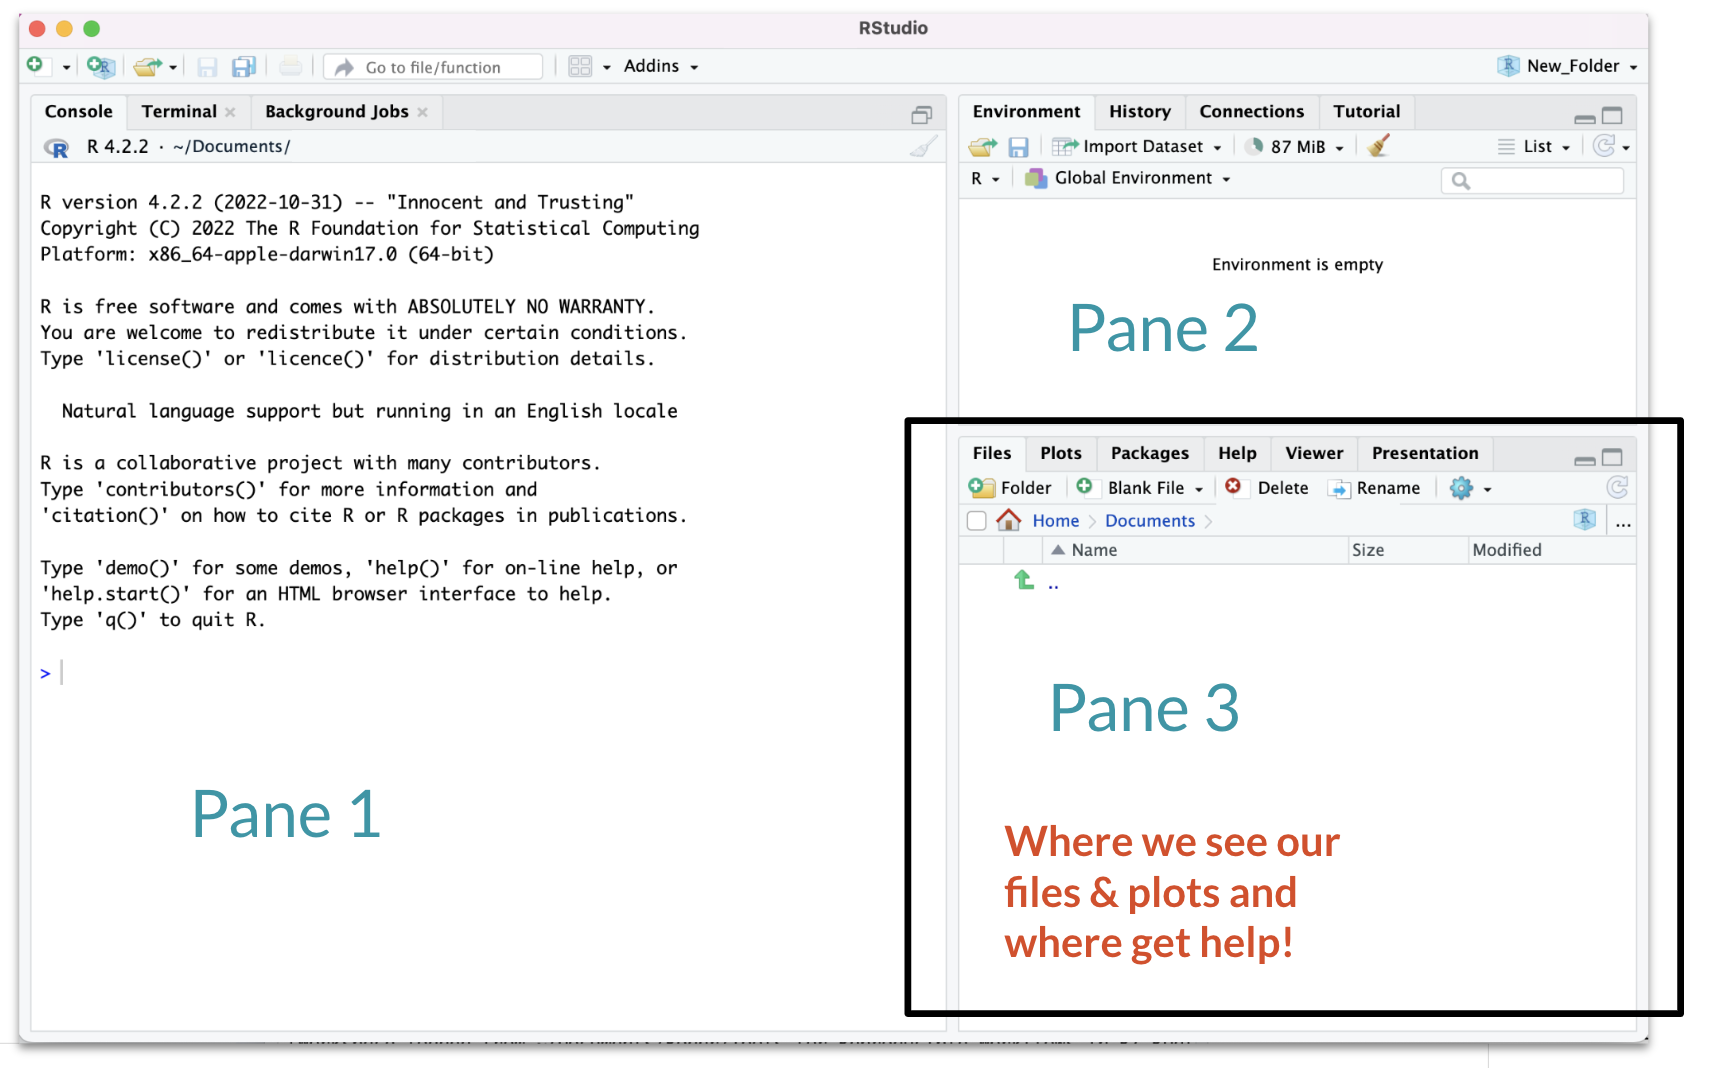 RStudio
Go to file/function
Addins
New_Folder
Console Terminal Background Jobs
R 4.2.2 · ~/Documents/
R version 4.2.2 (2022-10-31) -- "Innocent and Trusting"
Copyright (C) 2022 The R Foundation for Statistical Computing
Platform: x86_64-apple-darwin17.0 (64-bit)
R is free software and comes with ABSOLUTELY NO WARRANTY.
You are welcome to redistribute it under certain conditions.
Type 'license()' or 'licence()' for distribution details.
Natural language support but running in an English locale
R is a collaborative project with many contributors.
Type 'contributors()' for more information and
'citation()' on how to cite R or R packages in publications.
Type 'demo()' for some demos, 'help()' for on-line help, or
'help.start()' for an HTML browser interface to help.
Type 'q()' to quit R.
>
Pane 1
Environment History Connections Tutorial
Import Dataset 87 MiB List
R Global Environment
Environment is empty
Pane 2
Files Plots Packages Help Viewer Presentation
Folder Blank File Delete Rename
Home Documents ...
Name Size Modified
..
Pane 3
Where we see our
files & plots and
where get help!